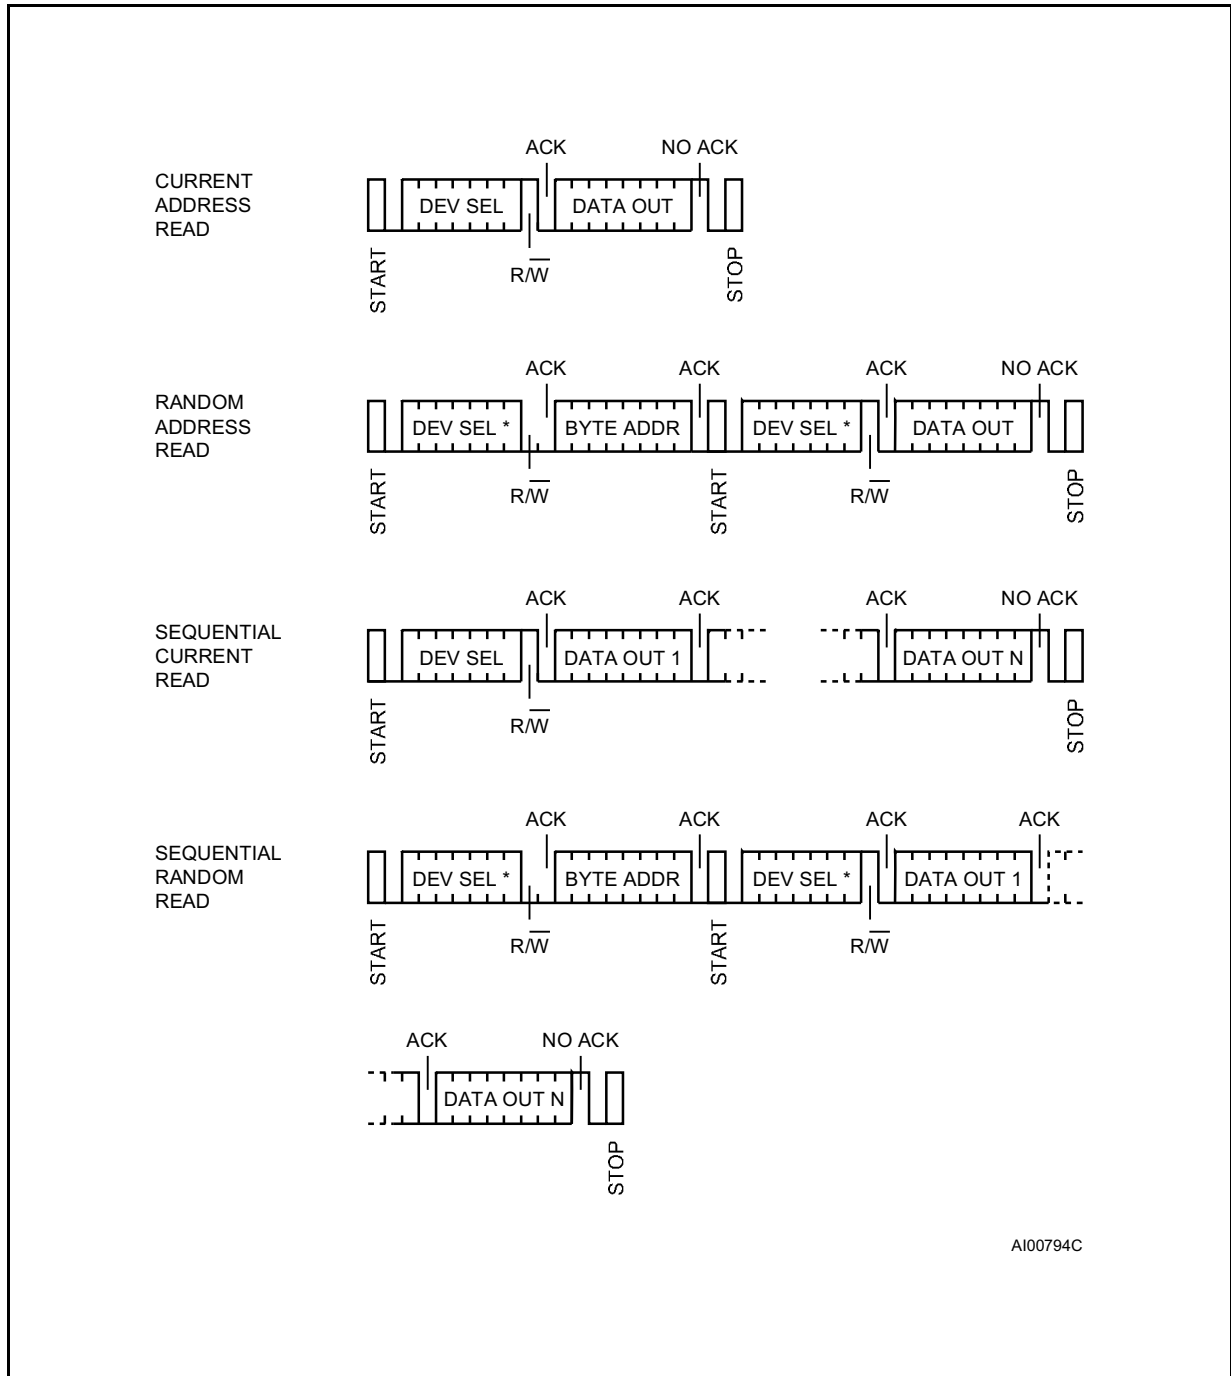 ACK NO ACK
CURRENT
ADDRESS
READ
DEV SEL DATA OUT
START R/W STOP
ACK ACK ACK NO ACK
RANDOM
ADDRESS
READ
DEV SEL * BYTE ADDR DEV SEL * DATA OUT
START R/W START R/W STOP
ACK ACK ACK NO ACK
SEQUENTIAL
CURRENT
READ
DEV SEL DATA OUT 1 DATA OUT N
START R/W STOP
ACK ACK ACK ACK
SEQUENTIAL
RANDOM
READ
DEV SEL * BYTE ADDR DEV SEL * DATA OUT 1
START R/W START R/W
ACK NO ACK
DATA OUT N
STOP
AI00794C